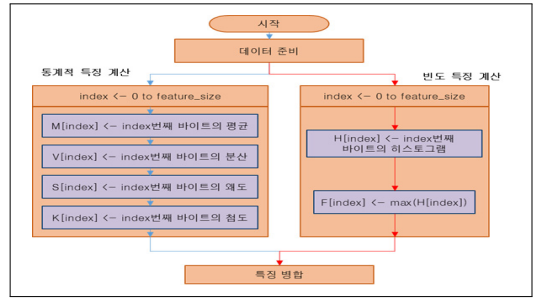 시작
데이터 준비
통계적 특징 계산
빈도 특징 계산
index <- 0 to feature_size
index <- 0 to feature_size
M[index] <- index번째 바이트의 평균
V[index] <- index번째 바이트의 분산
S[index] <- index번째 바이트의 왜도
K[index] <- index번째 바이트의 첨도
H[index] <- index번째
바이트의 히스토그램
F[index] <- max(H[index])
특징 병합